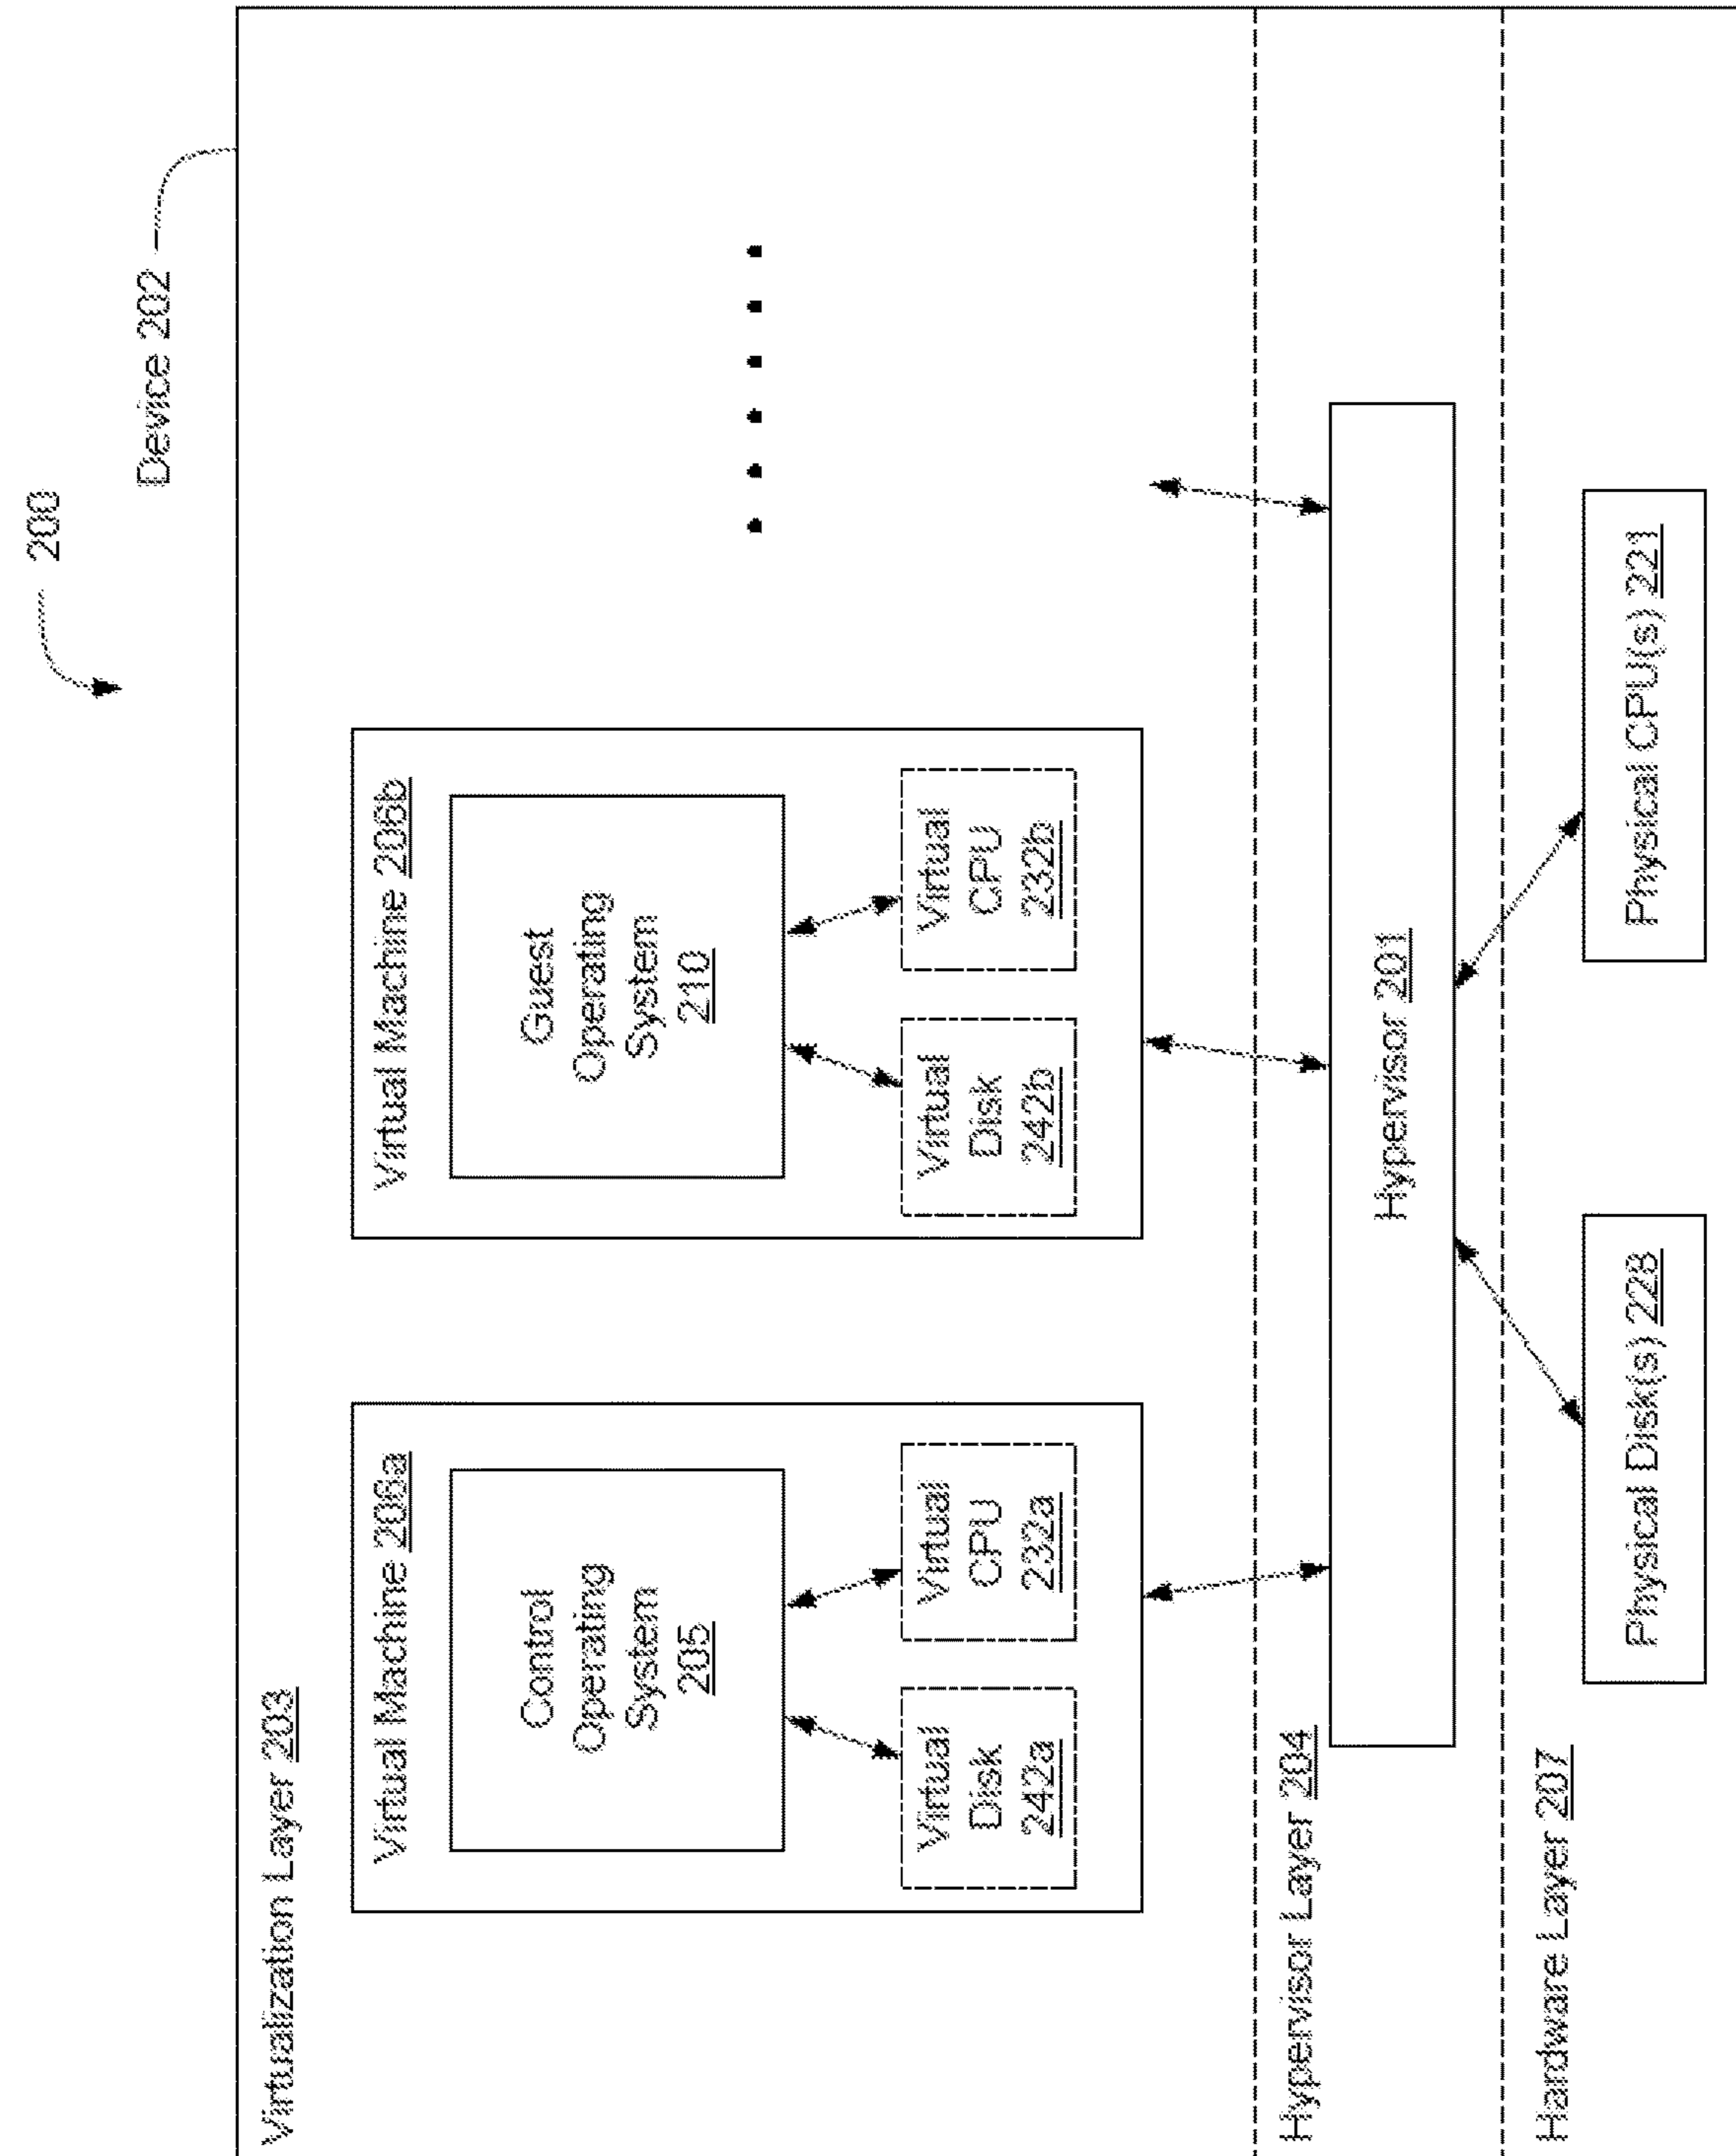 200
Device 202
Virtualization Layer 203
Virtual Machine 206a
Control
Operating
System
205
Virtual
Disk
242a
Virtual
CPU
232a
Virtual Machine 206b
Guest
Operating
System
210
Virtual
Disk
242b
Virtual
CPU
232b
Hypervisor Layer 204
Hypervisor 201
Hardware Layer 207
Physical Disk(s) 228
Physical CPU(s) 221